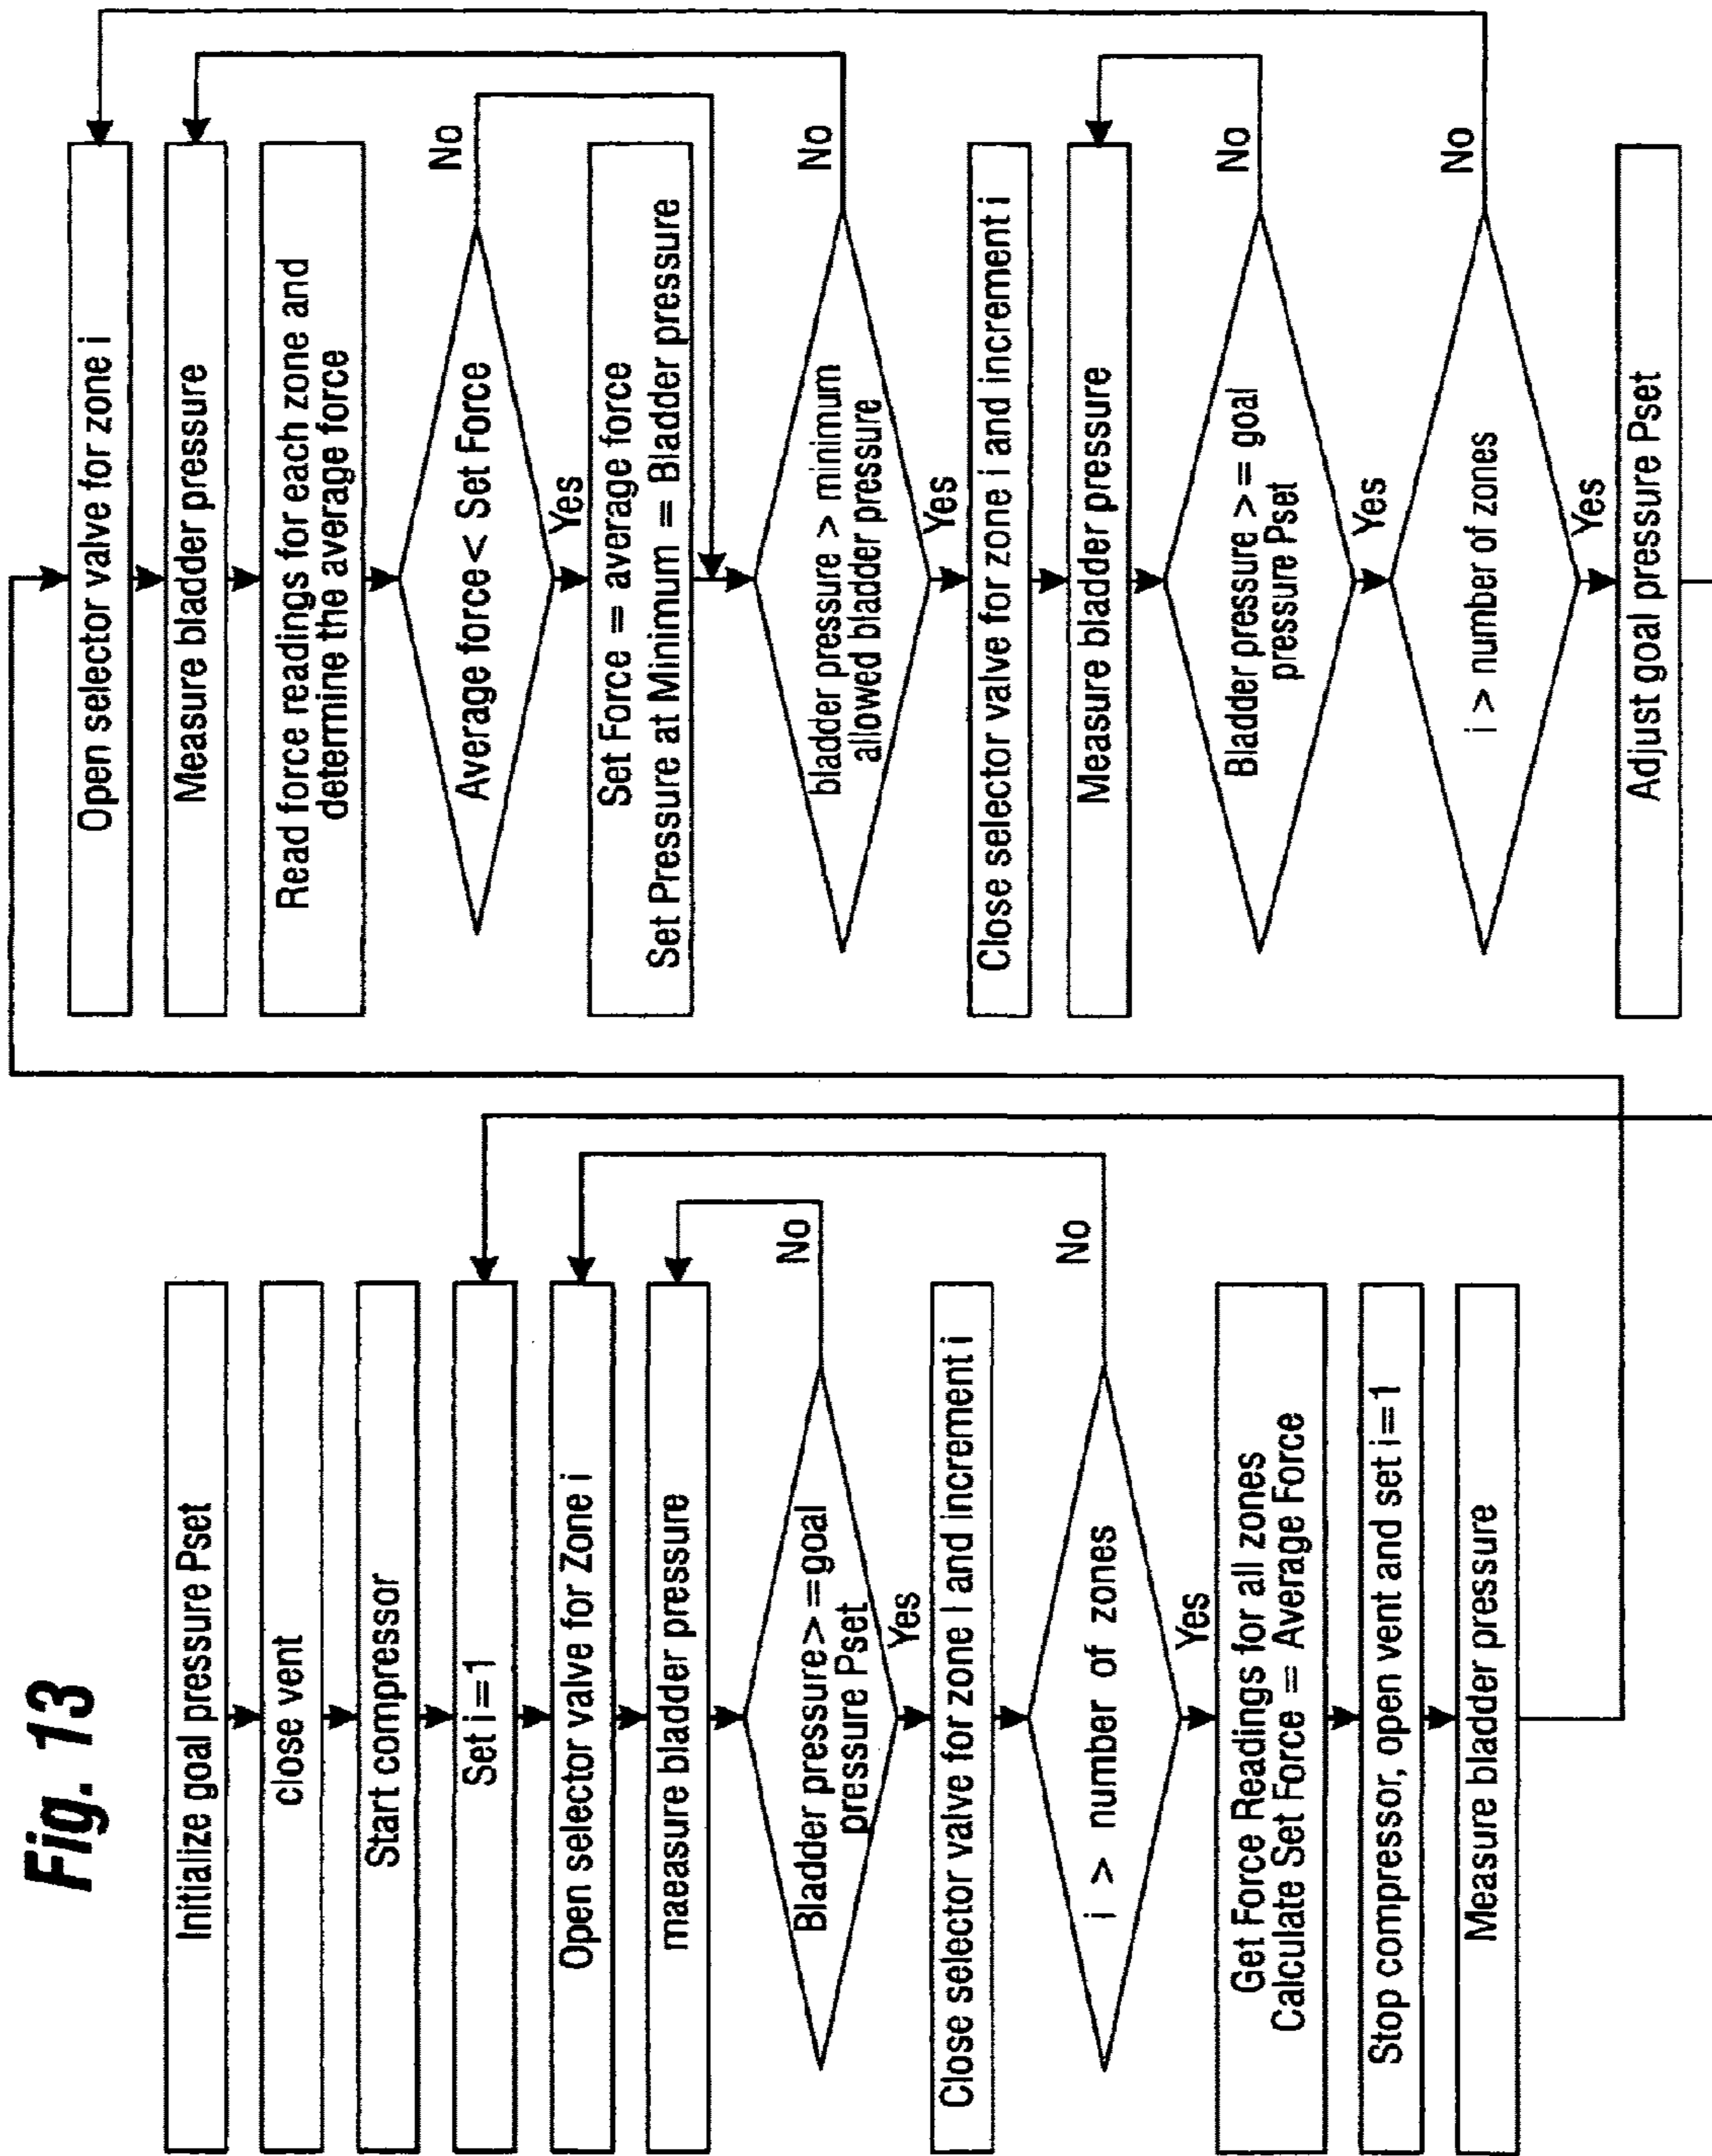 Fig. 13
Initialize goal pressure Pset
close vent
Start compressor
Set i=1
Open selector valve for Zone i
maeasure bladder pressure
Bladder pressure>=goal
pressure Pset
No
Yes
Close selector valve for zone I and increment i
i > number of zones
No
Yes
Get Force Readings for all zones
Calculate Set Force = Average Force
Stop compressor, open vent and set i=1
Measure bladder pressure
Open selector valve for zone i
Measure bladder pressure
Read force readings for each zone and
determine the average force
Average force < Set Force
No
Yes
Set Force = average force
Set Pressure at Minimum = Bladder pressure
bladder pressure > minimum
allowed bladder pressure
No
Yes
Close selector valve for zone i and increment i
Measure bladder pressure
Bladder pressure >= goal
pressure Pset
No
Yes
i > number of zones
No
Yes
Adjust goal pressure Pset